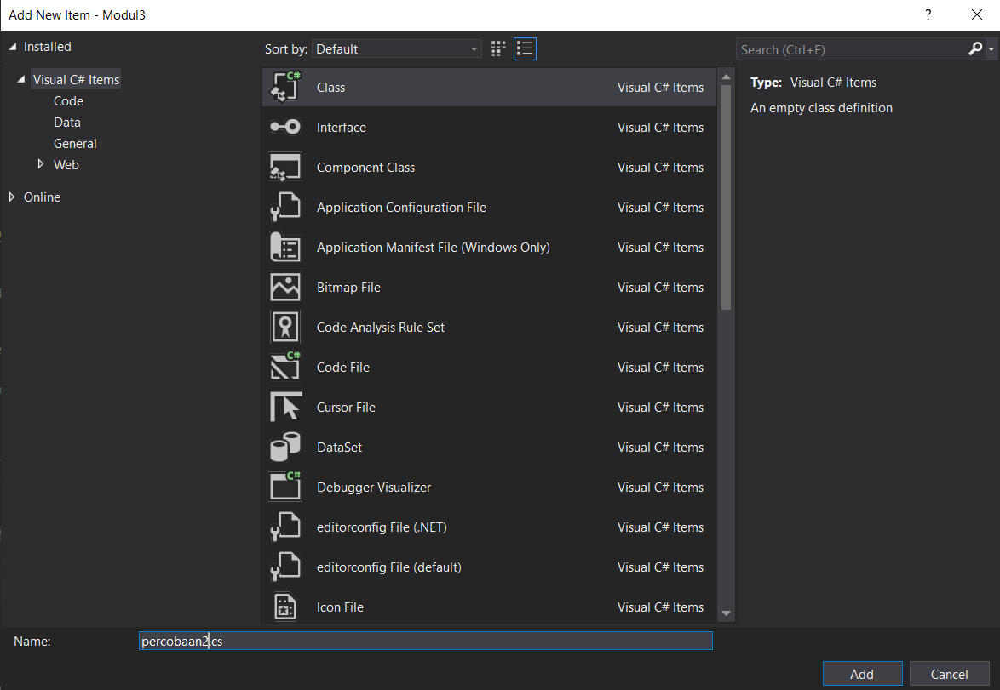 Add New Item - Modul3
?
Installed
Visual C# Items
Code
Data
General
Web
Online
Sort by: Default
Search (Ctrl+E)
C# Class Visual C# Items
Interface Visual C# Items
Component Class Visual C# Items
Application Configuration File Visual C# Items
Application Manifest File (Windows Only) Visual C# Items
Bitmap File Visual C# Items
Code Analysis Rule Set Visual C# Items
C# Code File Visual C# Items
Cursor File Visual C# Items
DataSet Visual C# Items
C# Debugger Visualizer Visual C# Items
editorconfig File (.NET) Visual C# Items
editorconfig File (default) Visual C# Items
Icon File Visual C# Items
Type: Visual C# Items
An empty class definition
Name: percobaan2.cs
Add Cancel